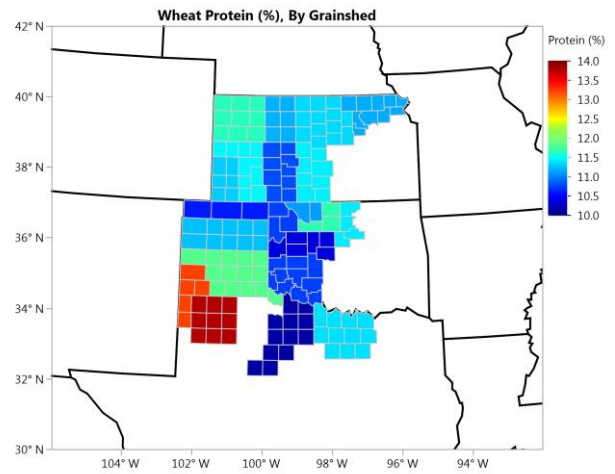 Wheat Protein (%), By Grainshed
42° N
40° N
38° N
36° N
34° N
32° N
30° N
104° W
102° W
100° W
98° W
96° W
94° W
Protein (%)
14.0
13.5
13.0
12.5
12.0
11.5
11.0
10.5
10.0